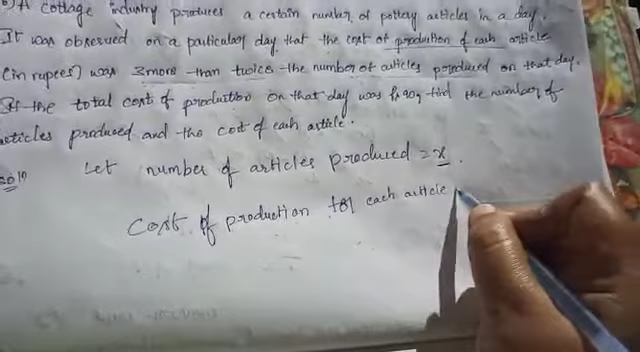 A cottage industry produces a certain number of pottery articles in a day.
It was observed on a particular day that the cost of production of each article
(in rupees) was 3 more than twice the number of articles produced on that day.
If the total cost of production on that day was 90, find the number of
articles produced and the cost of each article.
Let number of articles produced = x.
Cost of production for each article